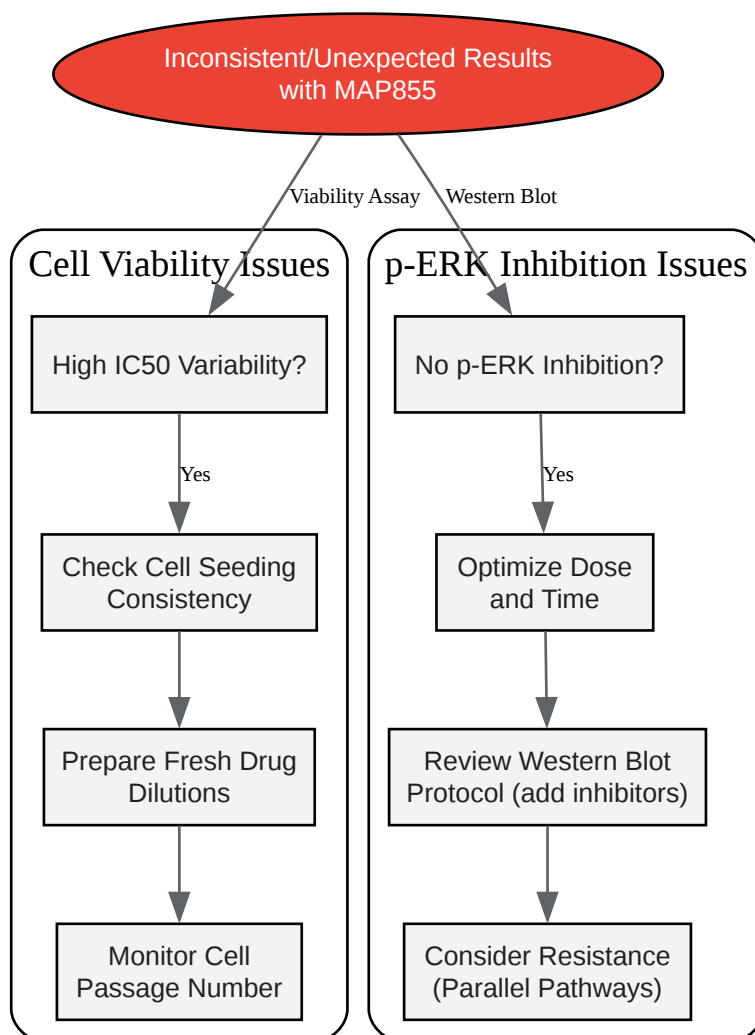 Inconsistent/Unexpected Results
with MAP855
Viability Assay
Western Blot
Cell Viability Issues
High IC50 Variability?
Yes
Check Cell Seeding
Consistency
Prepare Fresh Drug
Dilutions
Monitor Cell
Passage Number
p-ERK Inhibition Issues
No p-ERK Inhibition?
Yes
Optimize Dose
and Time
Review Western Blot
Protocol (add inhibitors)
Consider Resistance
(Parallel Pathways)